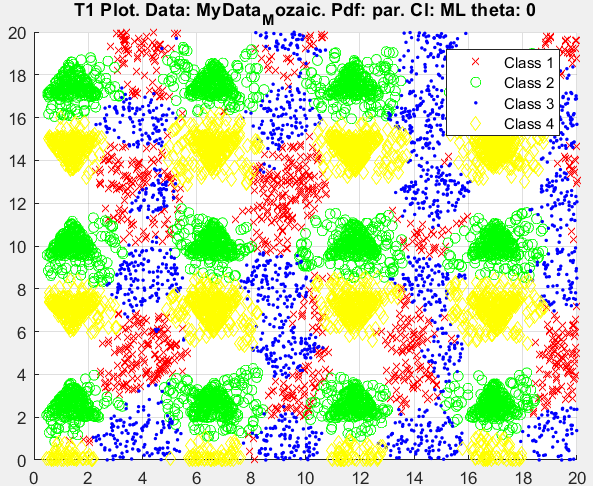 T1 Plot. Data: MyData_Mozaic. Pdf: par. Cl: ML theta: 0
20
18
16
14
12
10
8
6
4
2
0
Class 1
Class 2
Class 3
Class 4
0 2 4 6 8 10 12 14 16 18 20